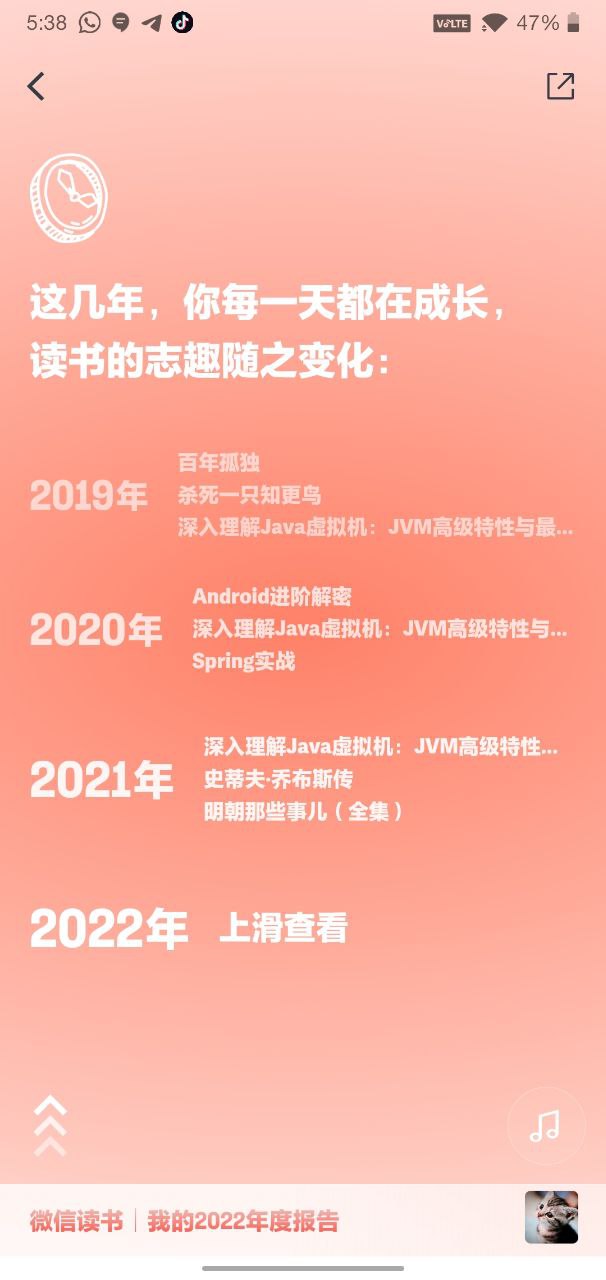 5:38
VoLTE
47%
这几年，你每一天都在成长，
读书的志趣随之变化：
2019年
百年孤独
杀死一只知更鸟
深入理解Java虚拟机：JVM高级特性与最...
2020年
Android进阶解密
深入理解Java虚拟机：JVM高级特性与...
Spring实战
2021年
深入理解Java虚拟机：JVM高级特性...
史蒂夫·乔布斯传
明朝那些事儿（全集）
2022年 上滑查看
微信读书｜我的2022年度报告